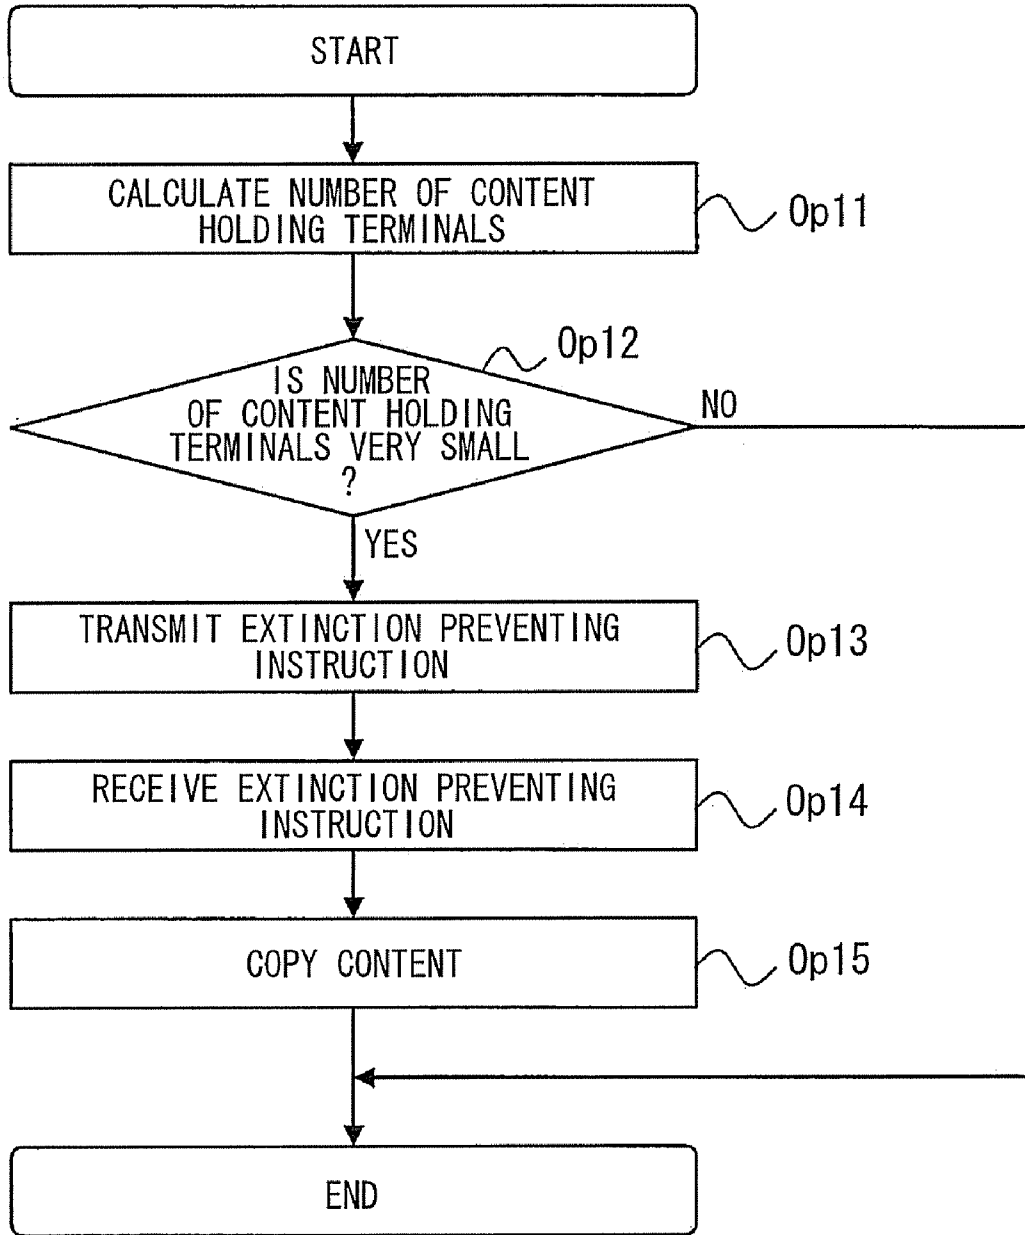 START
CALCULATE NUMBER OF CONTENT
HOLDING TERMINALS
Op11
Op12
IS NUMBER
OF CONTENT HOLDING
TERMINALS VERY SMALL
?
NO
YES
TRANSMIT EXTINCTION PREVENTING
INSTRUCTION
Op13
RECEIVE EXTINCTION PREVENTING
INSTRUCTION
Op14
COPY CONTENT
Op15
END